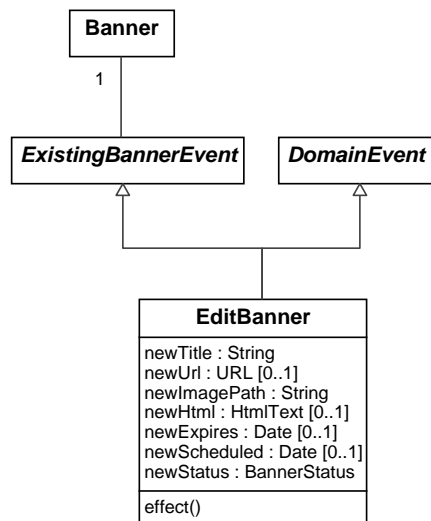 Banner
1
ExistingBannerEvent
DomainEvent
EditBanner
newTitle : String
newUrl : URL [0..1]
newImagePath : String
newHtml : HtmlText [0..1]
newExpires : Date [0..1]
newScheduled : Date [0..1]
newStatus : BannerStatus
effect()